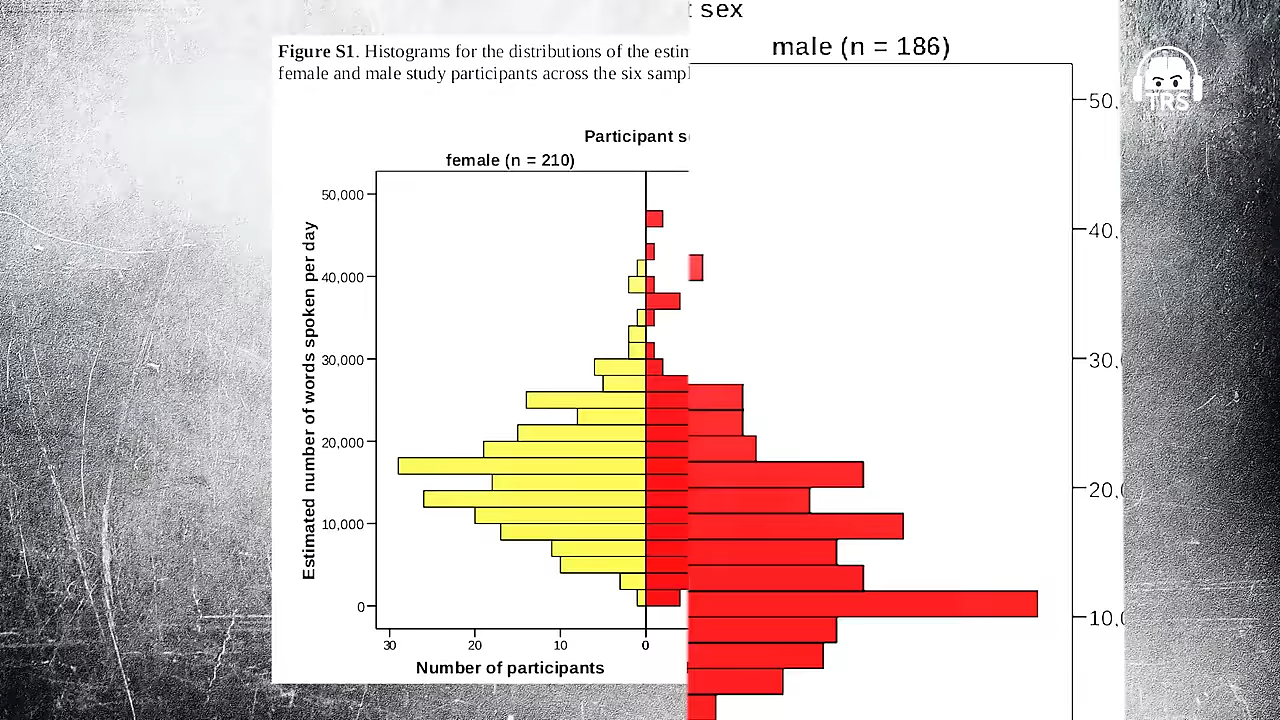 Figure S1. Histograms for the distributions of the estim
female and male study participants across the six sampl
Participant s
female (n = 210)
50,000
40,000
30,000
20,000
10,000
0
Estimated number of words spoken per day
30 20 10 0
Number of participants
sex
male (n = 186)
50,
40,
30,
20,
10,
TRS